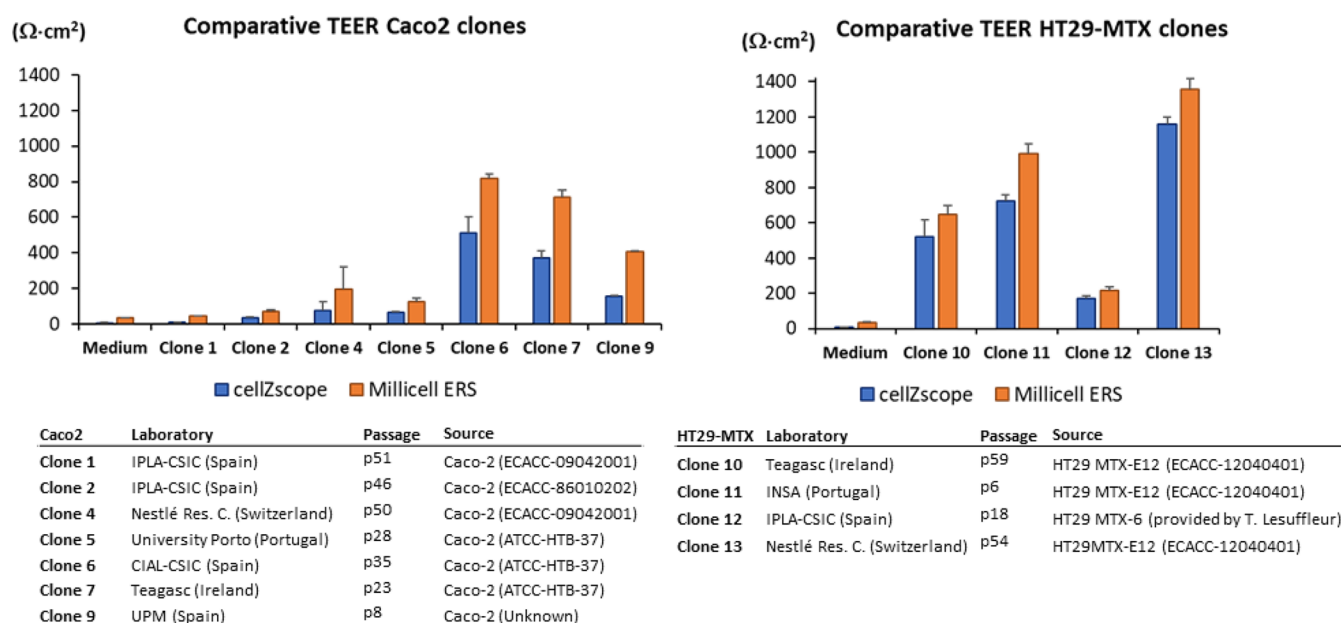 Comparative TEER Caco2 clones
(Ω·cm²)
1400
1200
1000
800
600
400
200
0
Medium Clone 1 Clone 2 Clone 4 Clone 5 Clone 6 Clone 7 Clone 9
cellZscope Millicell ERS
Caco2 Laboratory Passage Source
Clone 1 IPLA-CSIC (Spain) p51 Caco-2 (ECACC-09042001)
Clone 2 IPLA-CSIC (Spain) p46 Caco-2 (ECACC-86010202)
Clone 4 Nestlé Res. C. (Switzerland) p50 Caco-2 (ECACC-09042001)
Clone 5 University Porto (Portugal) p28 Caco-2 (ATCC-HTB-37)
Clone 6 CIAL-CSIC (Spain) p35 Caco-2 (ATCC-HTB-37)
Clone 7 Teagasc (Ireland) p23 Caco-2 (ATCC-HTB-37)
Clone 9 UPM (Spain) p8 Caco-2 (Unknown)
Comparative TEER HT29-MTX clones
(Ω·cm²)
1400
1200
1000
800
600
400
200
0
Medium Clone 10 Clone 11 Clone 12 Clone 13
cellZscope Millicell ERS
HT29-MTX Laboratory Passage Source
Clone 10 Teagasc (Ireland) p59 HT29 MTX-E12 (ECACC-12040401)
Clone 11 INSA (Portugal) p6 HT29 MTX-E12 (ECACC-12040401)
Clone 12 IPLA-CSIC (Spain) p18 HT29 MTX-6 (provided by T. Lesuffleur)
Clone 13 Nestlé Res. C. (Switzerland) p54 HT29MTX-E12 (ECACC-12040401)